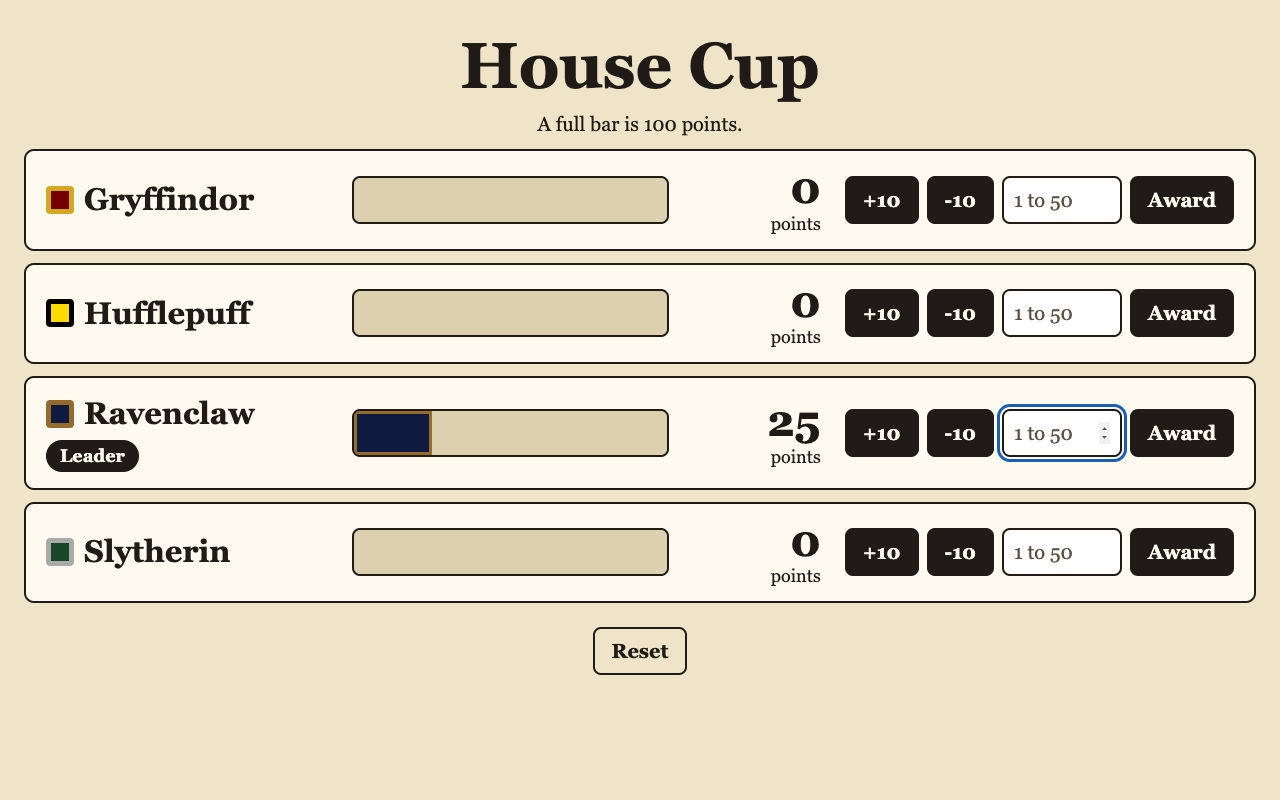 House Cup
A full bar is 100 points.
Gryffindor
0
points
+10 -10 1 to 50 Award
Hufflepuff
0
points
+10 -10 1 to 50 Award
Ravenclaw
Leader
25
points
+10 -10 1 to 50 Award
Slytherin
0
points
+10 -10 1 to 50 Award
Reset